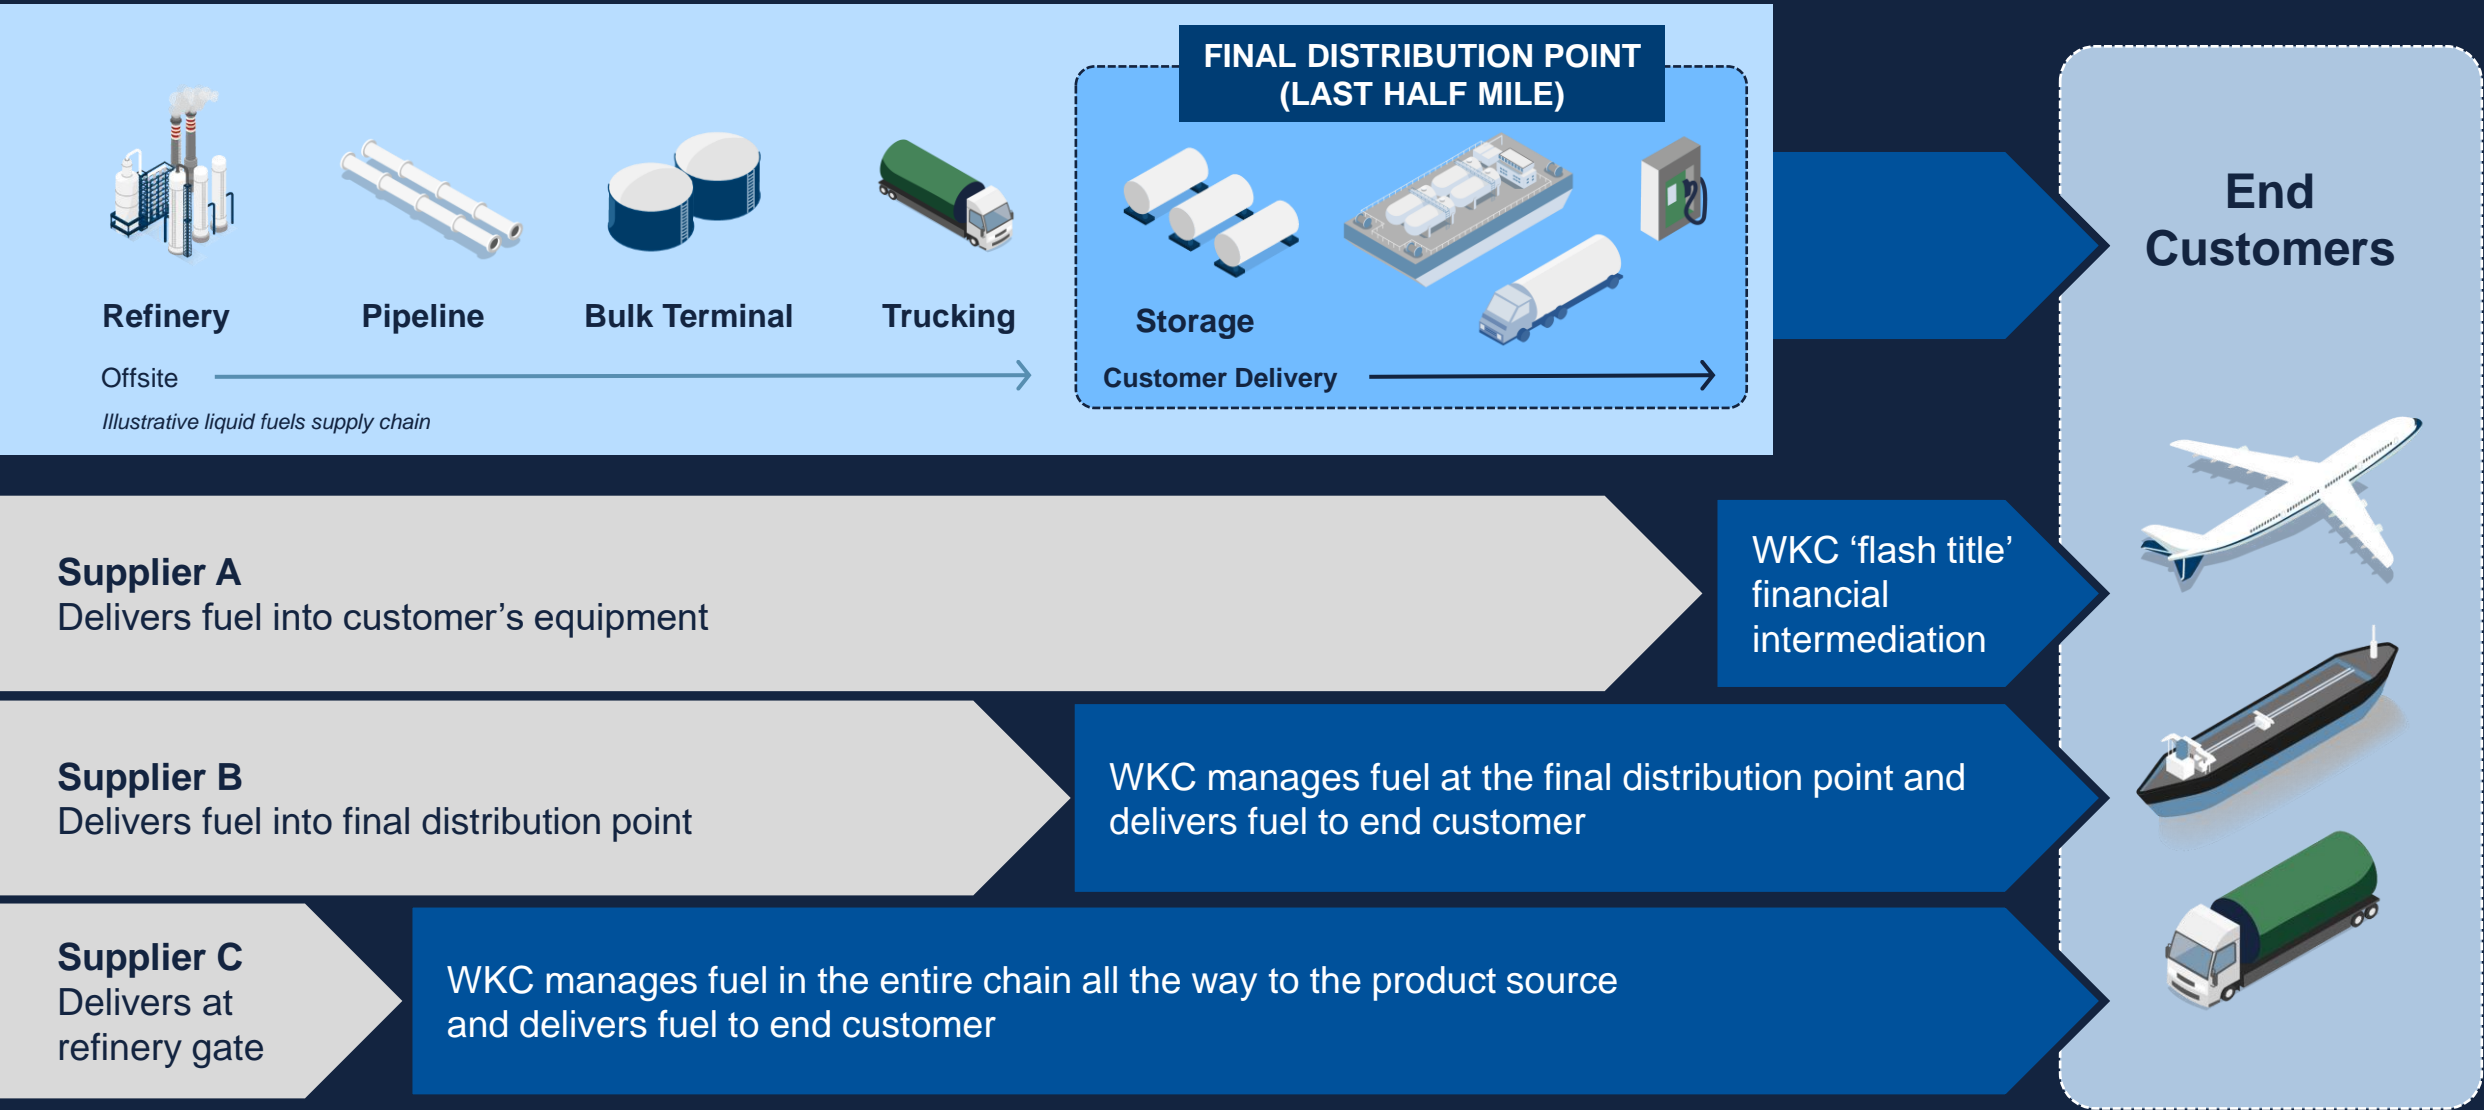 FINAL DISTRIBUTION POINT
(LAST HALF MILE)
Refinery
Pipeline
Bulk Terminal
Trucking
Storage
Offsite
Customer Delivery
Illustrative liquid fuels supply chain
End
Customers
Supplier A
Delivers fuel into customer’s equipment
WKC ‘flash title’
financial
intermediation
Supplier B
Delivers fuel into final distribution point
WKC manages fuel at the final distribution point and
delivers fuel to end customer
Supplier C
Delivers at
refinery gate
WKC manages fuel in the entire chain all the way to the product source
and delivers fuel to end customer